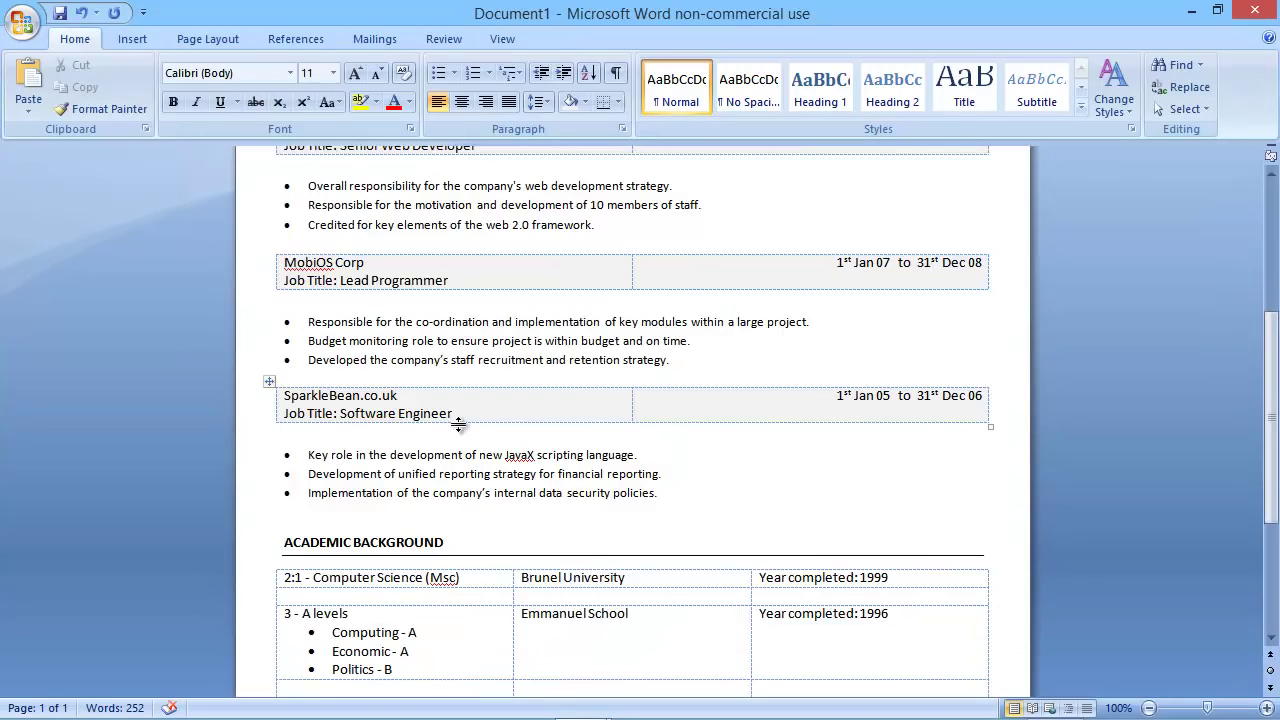 Document1 - Microsoft Word non-commercial use
Home Insert Page Layout References Mailings Review View
Paste Cut Copy Format Painter Clipboard
Calibri (Body) 11 Font
Paragraph
AaBbCcDc ¶ Normal
AaBbCcDc ¶ No Spaci...
AaBbC Heading 1
AaBbCc Heading 2
AaB Title
AaBbCc. Subtitle
Change Styles Styles
Find Replace Select Editing
Job Title: Senior Web Developer
• Overall responsibility for the company's web development strategy.
• Responsible for the motivation and development of 10 members of staff.
• Credited for key elements of the web 2.0 framework.
MobiOS Corp 1st Jan 07 to 31st Dec 08
Job Title: Lead Programmer
• Responsible for the co-ordination and implementation of key modules within a large project.
• Budget monitoring role to ensure project is within budget and on time.
• Developed the company's staff recruitment and retention strategy.
SparkleBean.co.uk 1st Jan 05 to 31st Dec 06
Job Title: Software Engineer
• Key role in the development of new JavaX scripting language.
• Development of unified reporting strategy for financial reporting.
• Implementation of the company's internal data security policies.
ACADEMIC BACKGROUND
2:1 - Computer Science (Msc) Brunel University Year completed: 1999
3 - A levels Emmanuel School Year completed: 1996
• Computing - A
• Economic - A
• Politics - B
Page: 1 of 1 Words: 252 100%